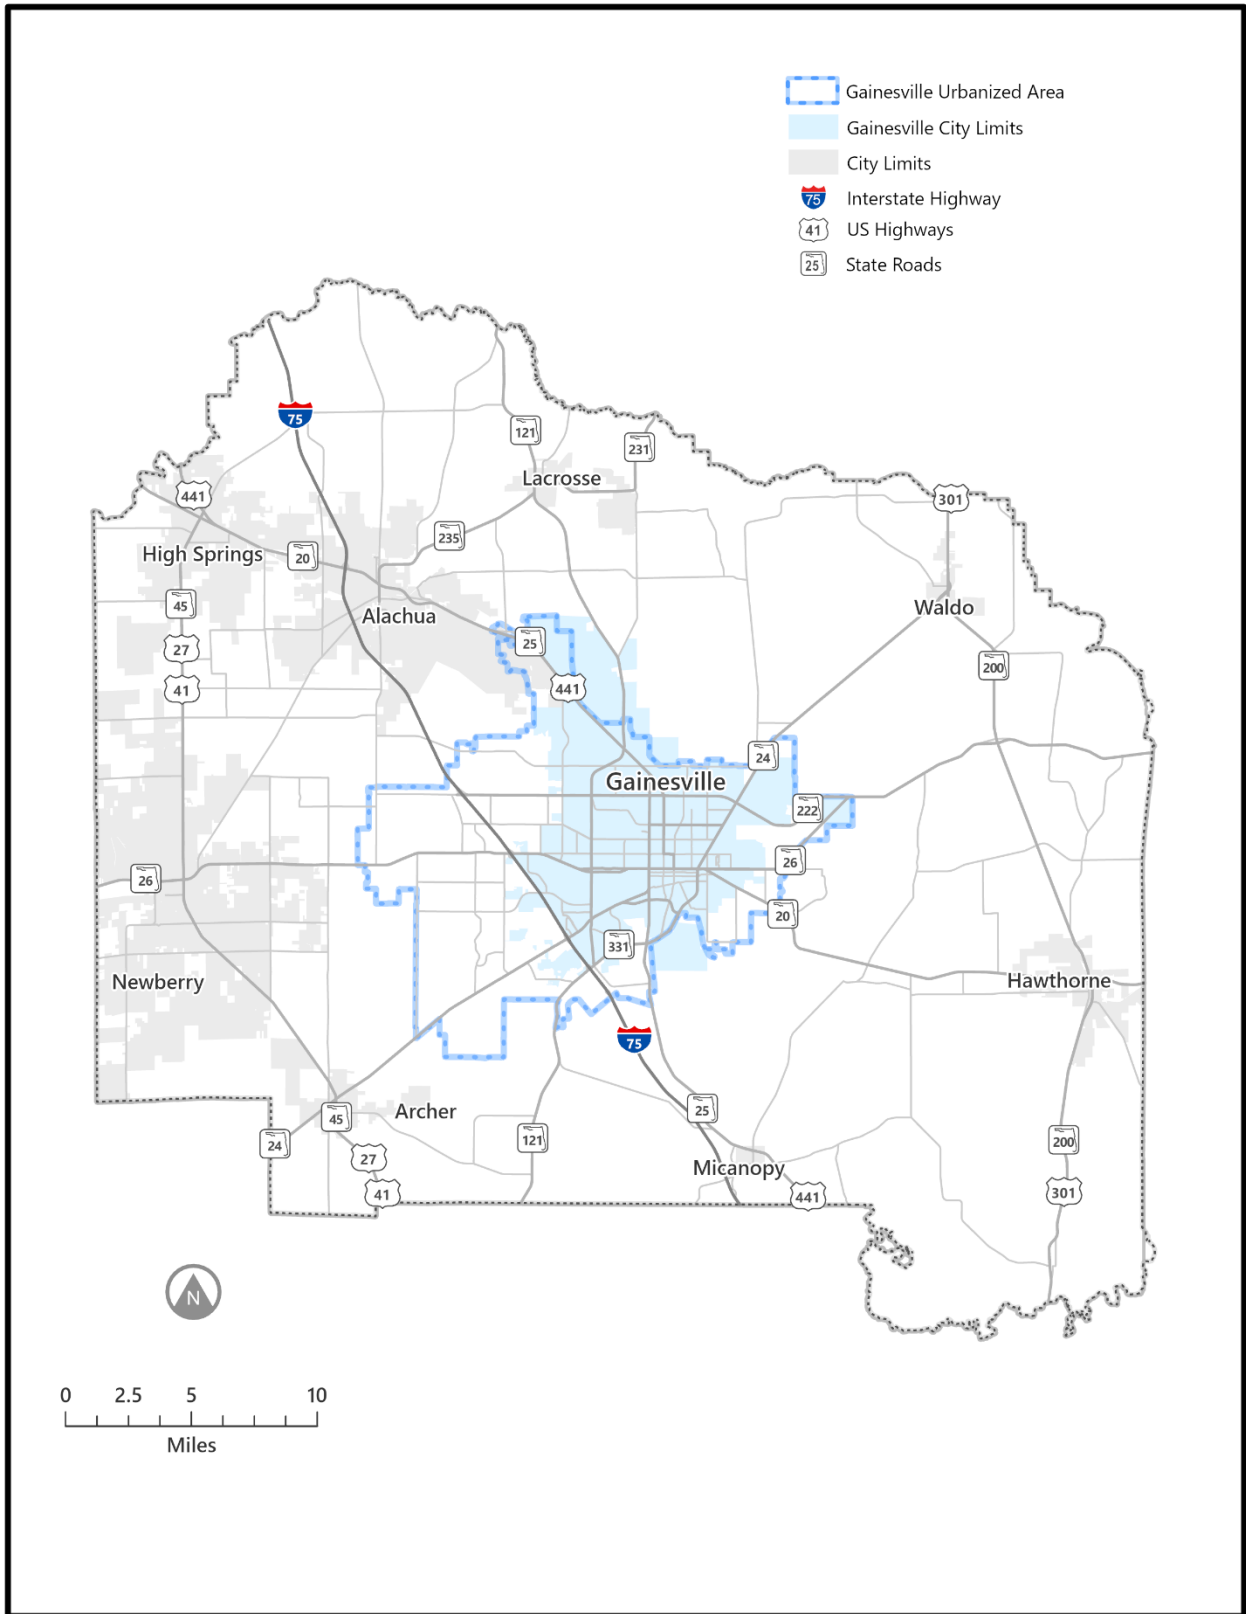 Gainesville Urbanized Area
Gainesville City Limits
City Limits
75 Interstate Highway
41 US Highways
25 State Roads
75
121
231
Lacrosse
441
301
235
High Springs
20
45
Alachua
Waldo
25
27
200
41
441
24
Gainesville
222
26
26
20
331
Newberry
Hawthorne
75
Archer
45
25
24
121
200
27
Micanopy
41
441
301
N
0 2.5 5 10
Miles